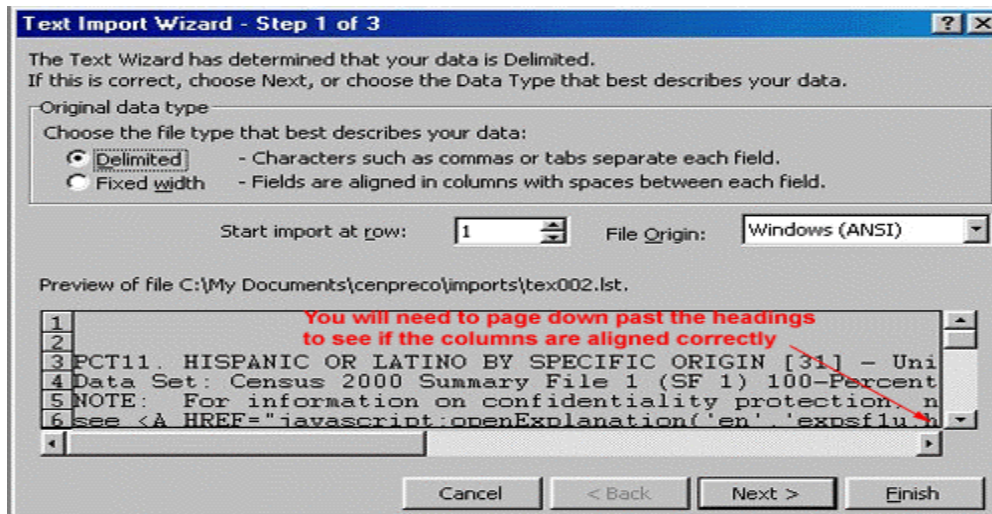 Text Import Wizard - Step 1 of 3
The Text Wizard has determined that your data is Delimited.
If this is correct, choose Next, or choose the Data Type that best describes your data.
Original data type
Choose the file type that best describes your data:
Delimited - Characters such as commas or tabs separate each field.
Fixed width - Fields are aligned in columns with spaces between each field.
Start import at row: 1 File Origin: Windows (ANSI)
Preview of file C:\My Documents\cenpreco\imports\tex002.lst.
You will need to page down past the headings
to see if the columns are aligned correctly
1
2
3 PCT11. HISPANIC OR LATINO BY SPECIFIC ORIGIN [31] - Uni
4 Data Set: Census 2000 Summary File 1 (SF 1) 100-Percent
5 NOTE: For information on confidentiality protection, n
6 see <A HREF="javascript:openExplanation('en','expsf1u.h
Cancel < Back Next > Finish